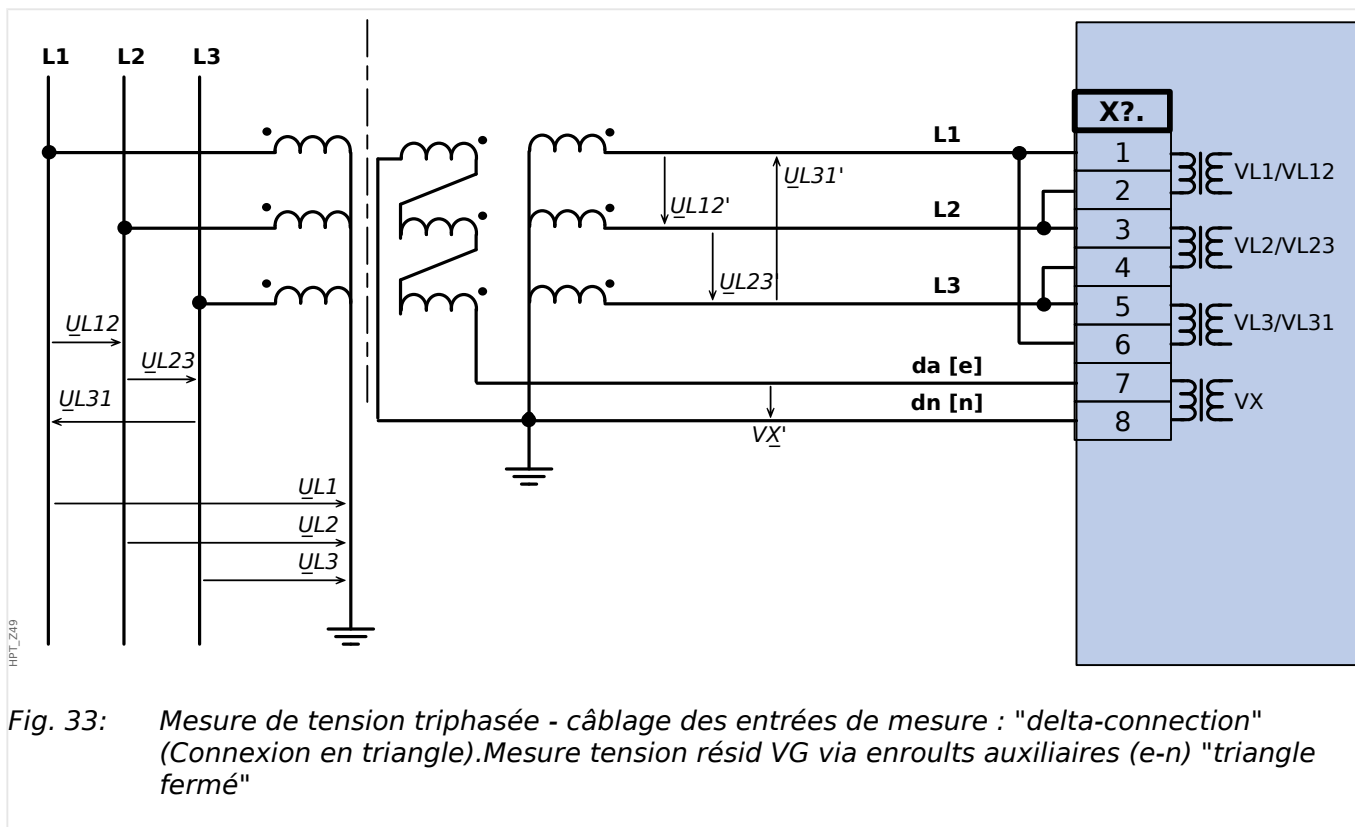 L1 L2 L3
X?.
L1
1
2
VL1/VL12
UL31'
UL12'
L2
3
4
VL2/VL23
UL23'
L3
5
6
VL3/VL31
UL12
UL23
UL31
da [e]
7
dn [n]
8
VX
VX'
UL1
UL2
UL3
HPT_Z49
Fig. 33: Mesure de tension triphasée - câblage des entrées de mesure : "delta-connection"
(Connexion en triangle).Mesure tension résid VG via enroults auxiliaires (e-n) "triangle
fermé"